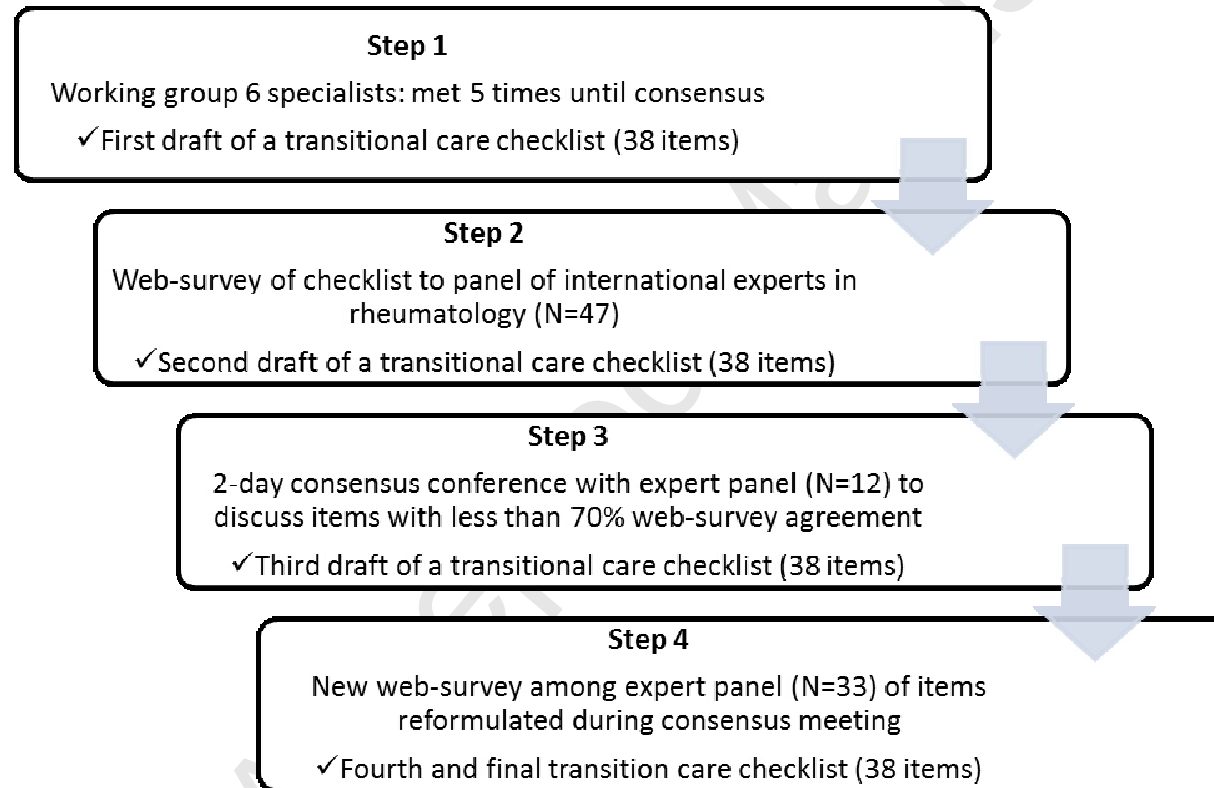 Step 1
Working group 6 specialists: met 5 times until consensus
✓First draft of a transitional care checklist (38 items)
Step 2
Web-survey of checklist to panel of international experts in
rheumatology (N=47)
✓Second draft of a transitional care checklist (38 items)
Step 3
2-day consensus conference with expert panel (N=12) to
discuss items with less than 70% web-survey agreement
✓Third draft of a transitional care checklist (38 items)
Step 4
New web-survey among expert panel (N=33) of items
reformulated during consensus meeting
✓Fourth and final transition care checklist (38 items)